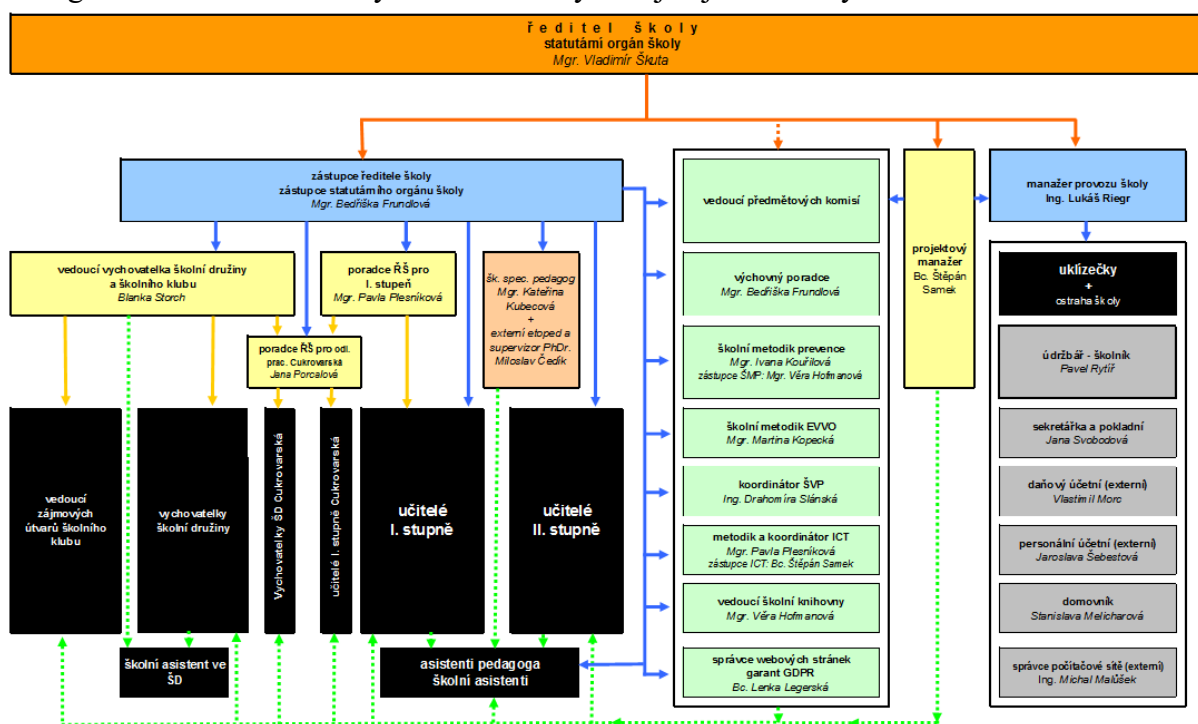 ředitel školy
statutární orgán školy
Mgr. Vladimír Škuta
zástupce ředitele školy
zástupce statutárního orgánu školy
Mgr. Bedřiška Frundlová
vedoucí předmětových komisí
projektový
manažer
Bc. Štěpán
Samek
manažer provozu školy
Ing. Lukáš Riegr
vedoucí vychovatelka školní družiny
a školního klubu
Blanka Storch
poradce ŘŠ pro
I. stupeň
Mgr. Pavla Plesníková
šk. spec. pedagog
Mgr. Kateřina
Kubecová
+
externí etoped a
supervizor PhDr.
Miloslav Čedík
poradce ŘŠ pro odl.
prac. Cukrovarská
Jana Porcalová
výchovný poradce
Mgr. Bedřiška Frundlová
školní metodik prevence
Mgr. Ivana Kouřilová
zástupce ŠMP: Mgr. Věra Hofmanová
školní metodik EVVO
Mgr. Martina Kopecká
koordinátor ŠVP
Ing. Drahomíra Slánská
metodik a koordinátor ICT
Mgr. Pavla Plesníková
zástupce ICT: Bc. Štěpán Samek
vedoucí školní knihovny
Mgr. Věra Hofmanová
správce webových stránek
garant GDPR
Bc. Lenka Legerská
uklízečky
+
ostraha školy
údržbář - školník
Pavel Rytíř
sekretářka a pokladní
Jana Svobodová
daňový účetní (externí)
Vlastimil Morc
personální účetní (externí)
Jaroslava Šebestová
domovník
Stanislava Melicharová
správce počítačové sítě (externí)
Ing. Michal Malůšek
vedoucí
zájmových
útvarů školního
klubu
vychovatelky
školní družiny
Vychovatelky ŠD Cukrovarská
učitelé I. stupně Cukrovarská
učitelé
I. stupně
učitelé
II. stupně
školní asistent ve
ŠD
asistenti pedagoga
školní asistenti